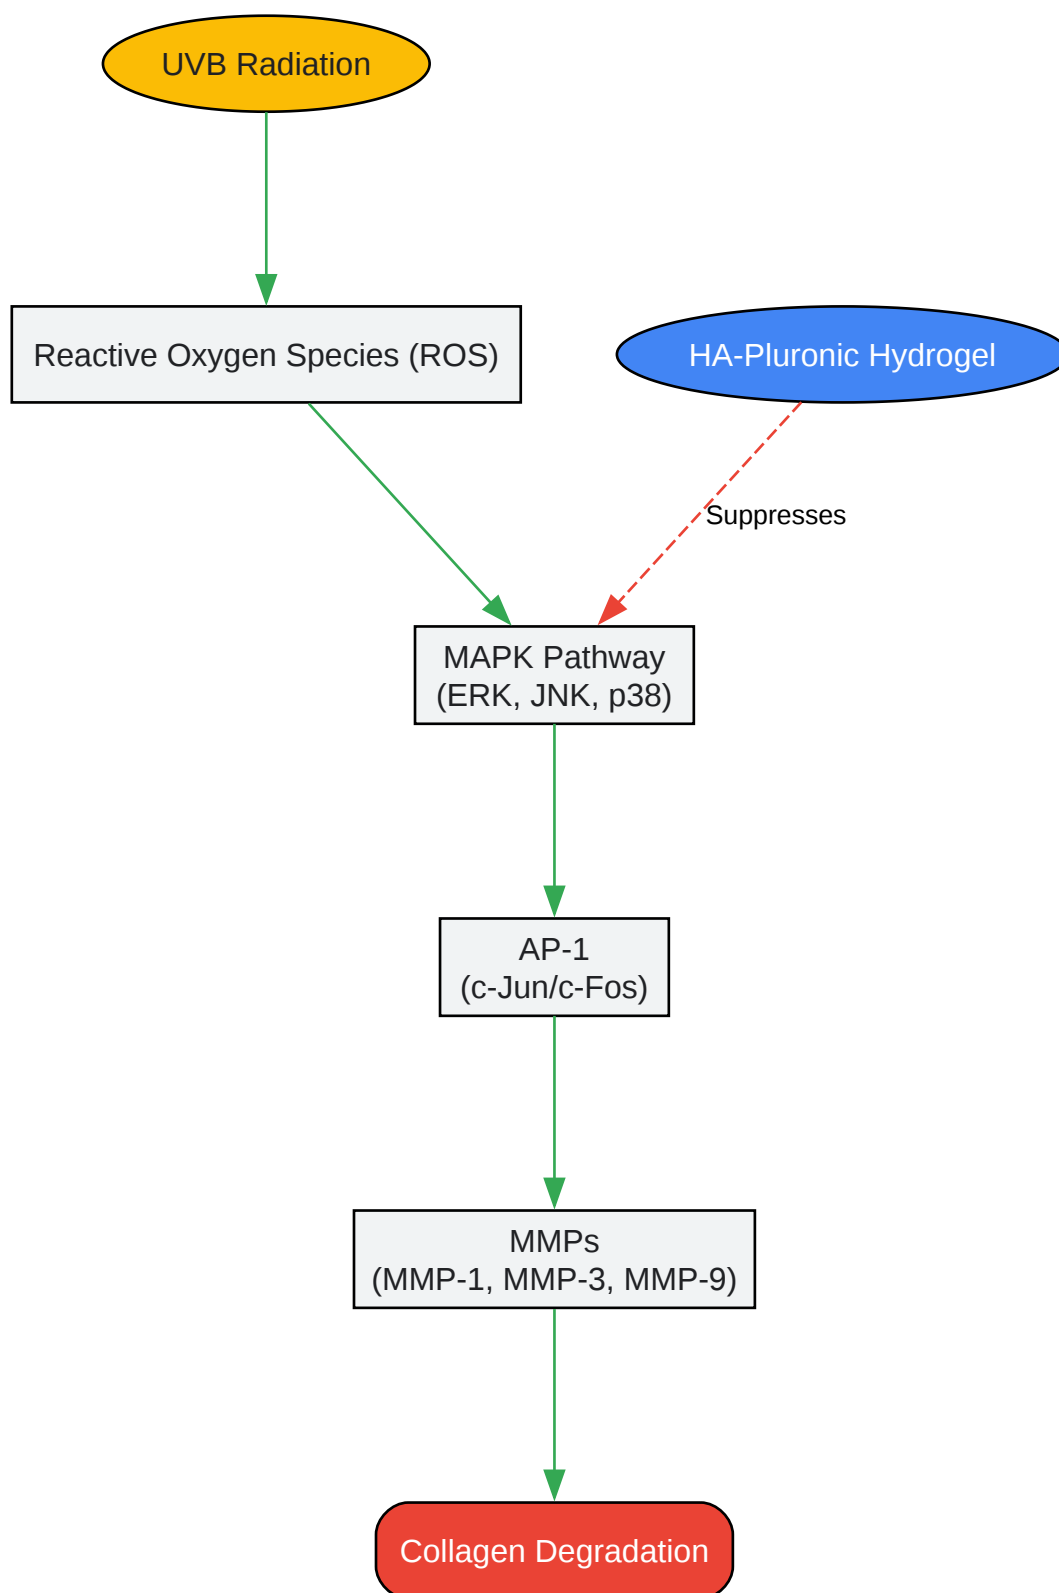 UVB Radiation
Reactive Oxygen Species (ROS)
HA-Pluronic Hydrogel
Suppresses
MAPK Pathway
(ERK, JNK, p38)
AP-1
(c-Jun/c-Fos)
MMPs
(MMP-1, MMP-3, MMP-9)
Collagen Degradation